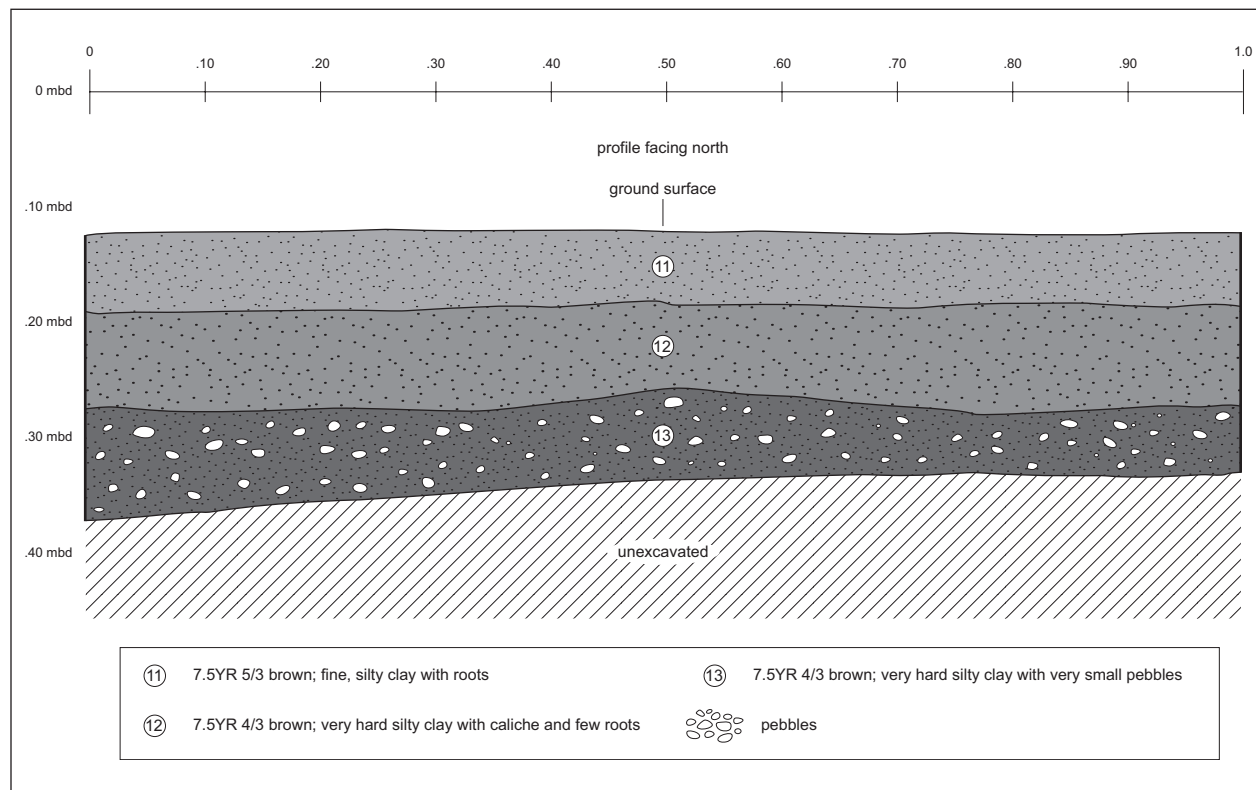 0 .10 .20 .30 .40 .50 .60 .70 .80 .90 1.0
0 mbd
profile facing north
ground surface
.10 mbd
11
.20 mbd
12
.30 mbd
13
.40 mbd
unexcavated
11 7.5YR 5/3 brown; fine, silty clay with roots
13 7.5YR 4/3 brown; very hard silty clay with very small pebbles
12 7.5YR 4/3 brown; very hard silty clay with caliche and few roots
pebbles